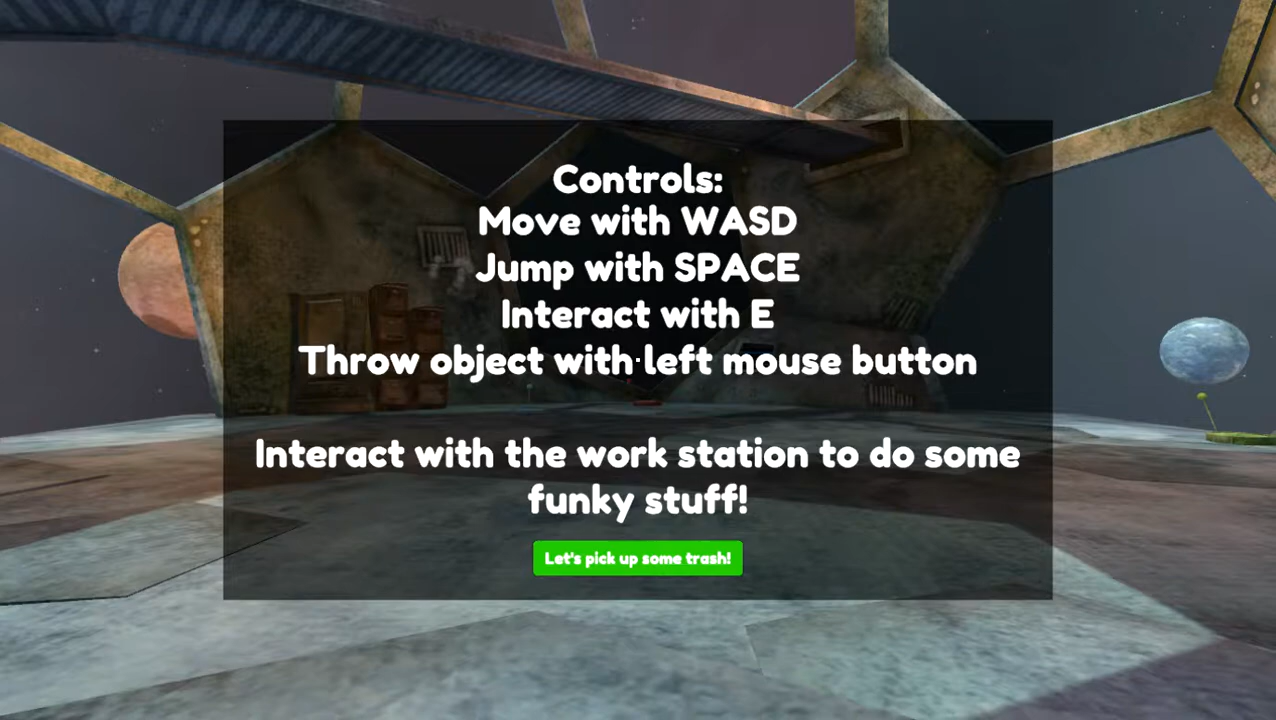 Controls:
Move with WASD
Jump with SPACE
Interact with E
Throw object with left mouse button
Interact with the work station to do some
funky stuff!
Let's pick up some trash!